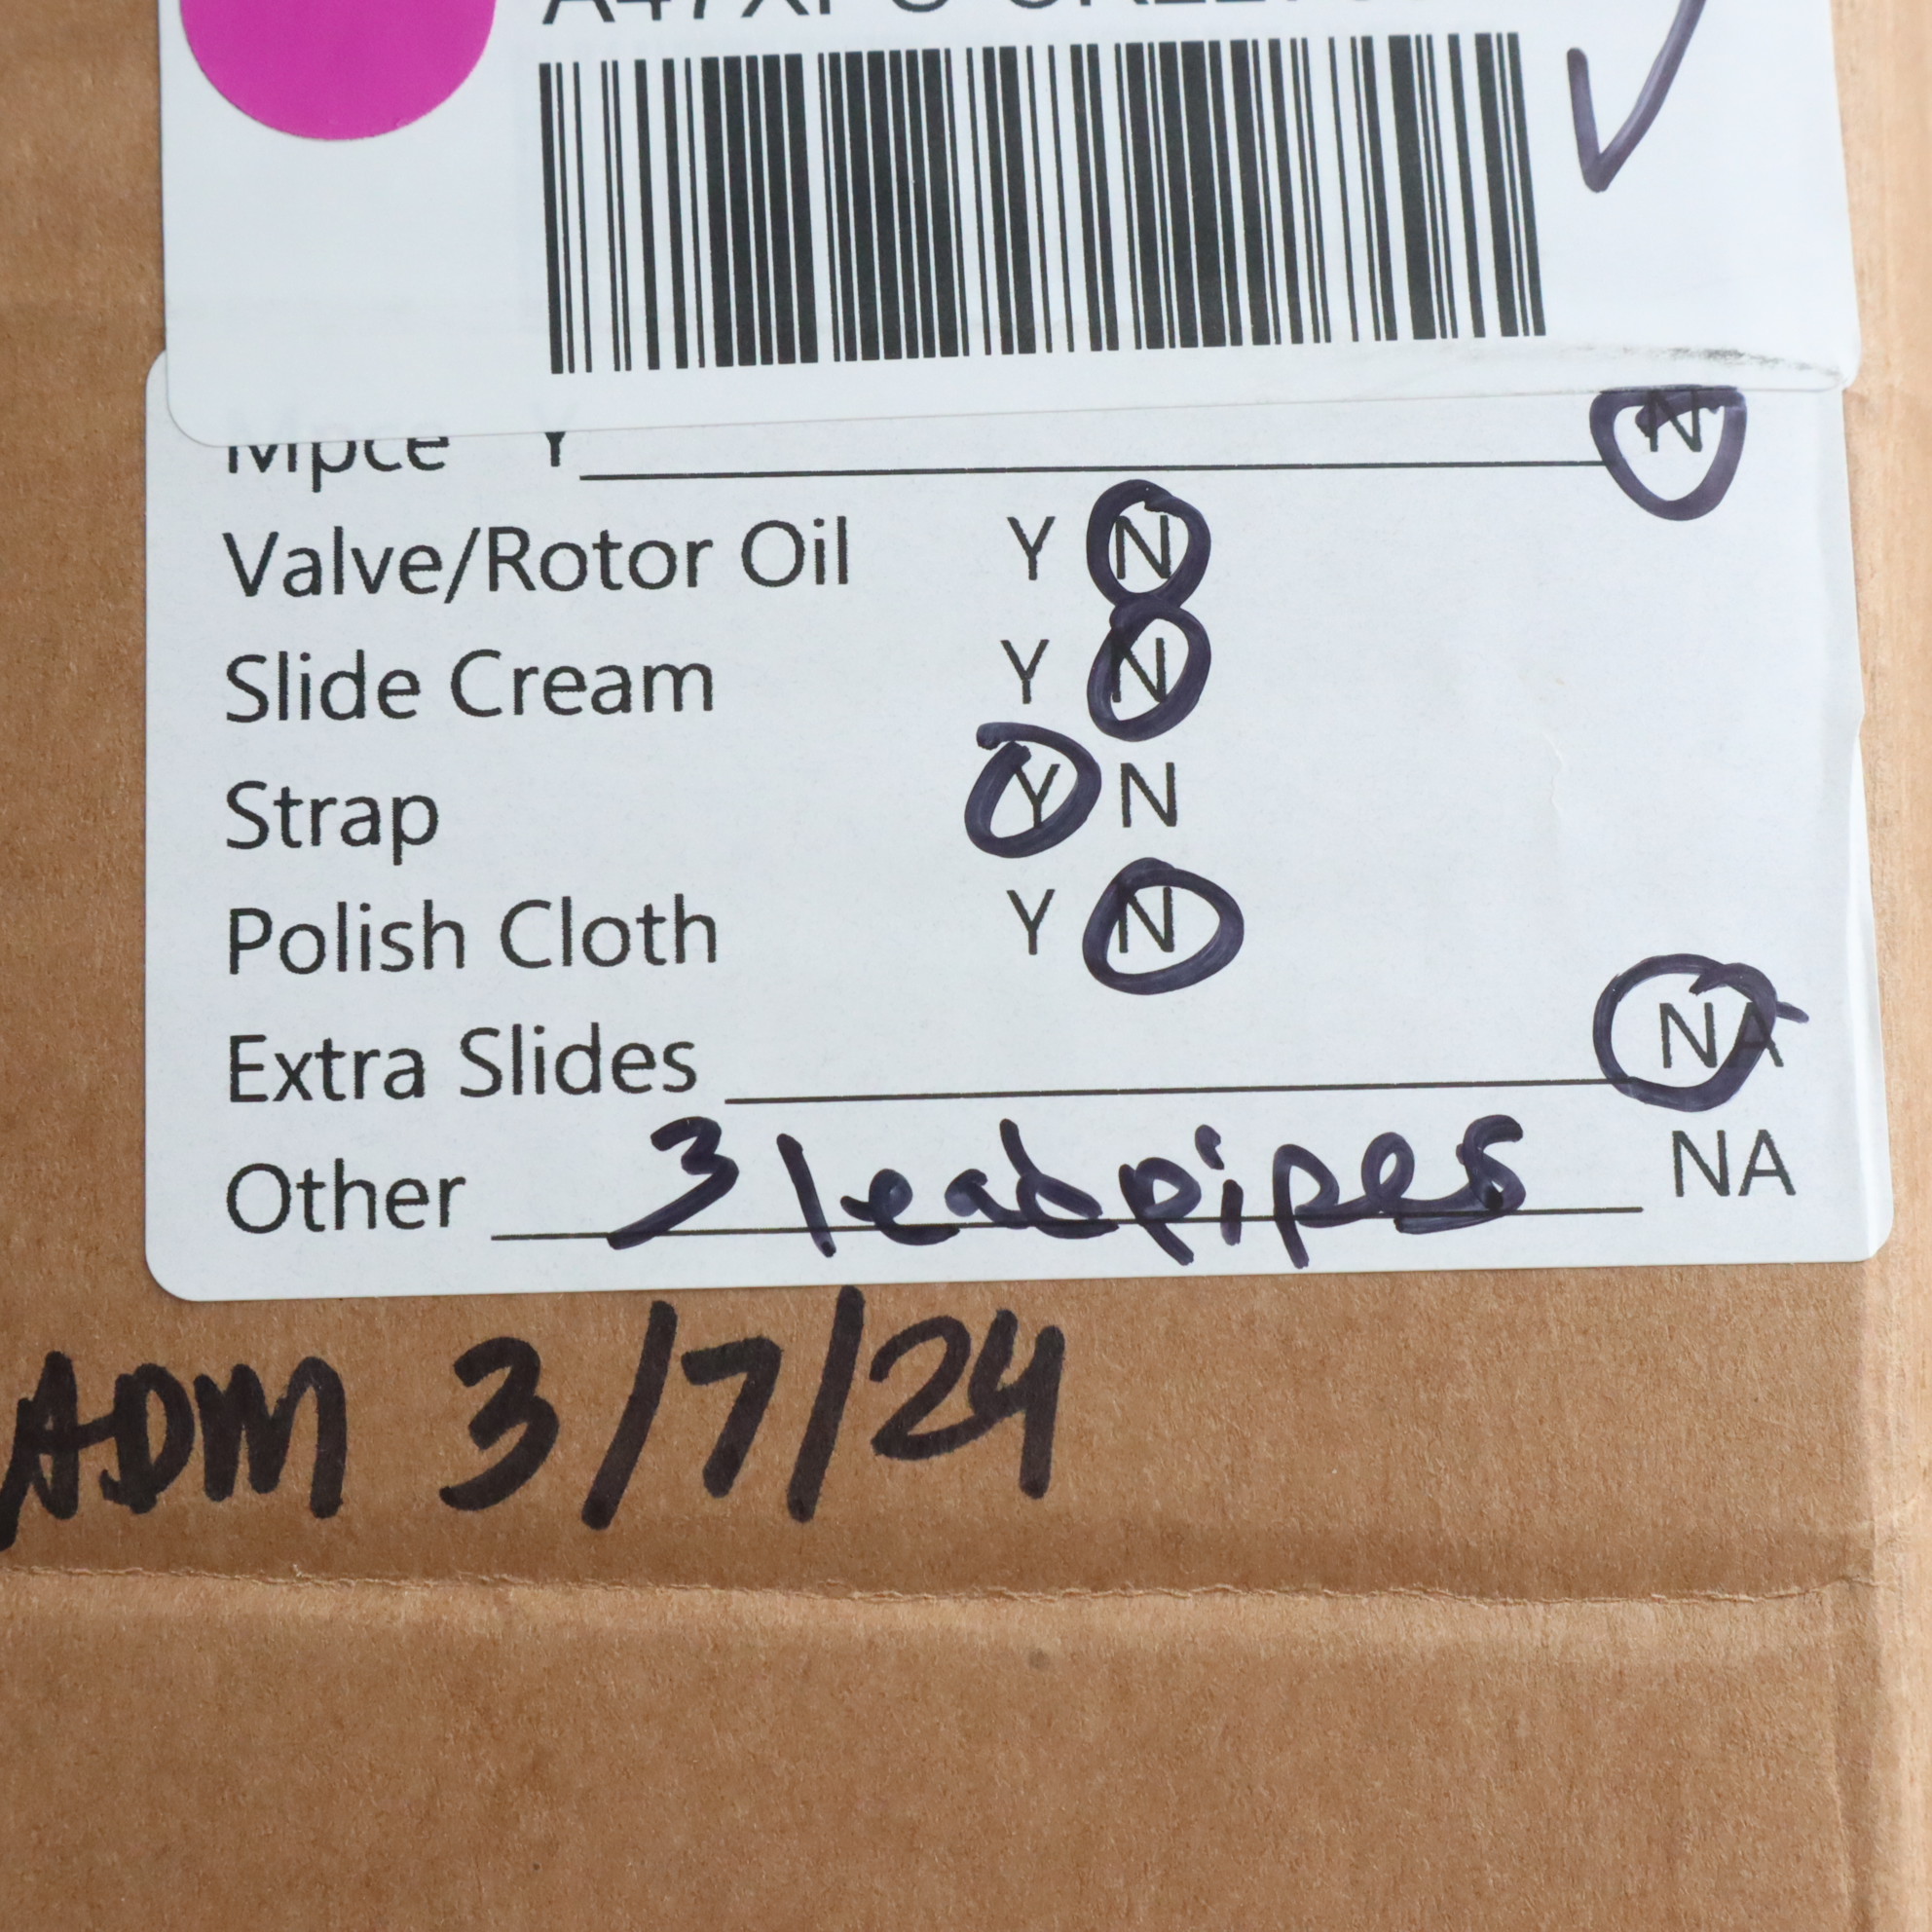 Mpce Y N
Valve/Rotor Oil Y N
Slide Cream Y N
Strap Y N
Polish Cloth Y N
Extra Slides NA
Other 3 leadpipes NA
ADM 3/7/24